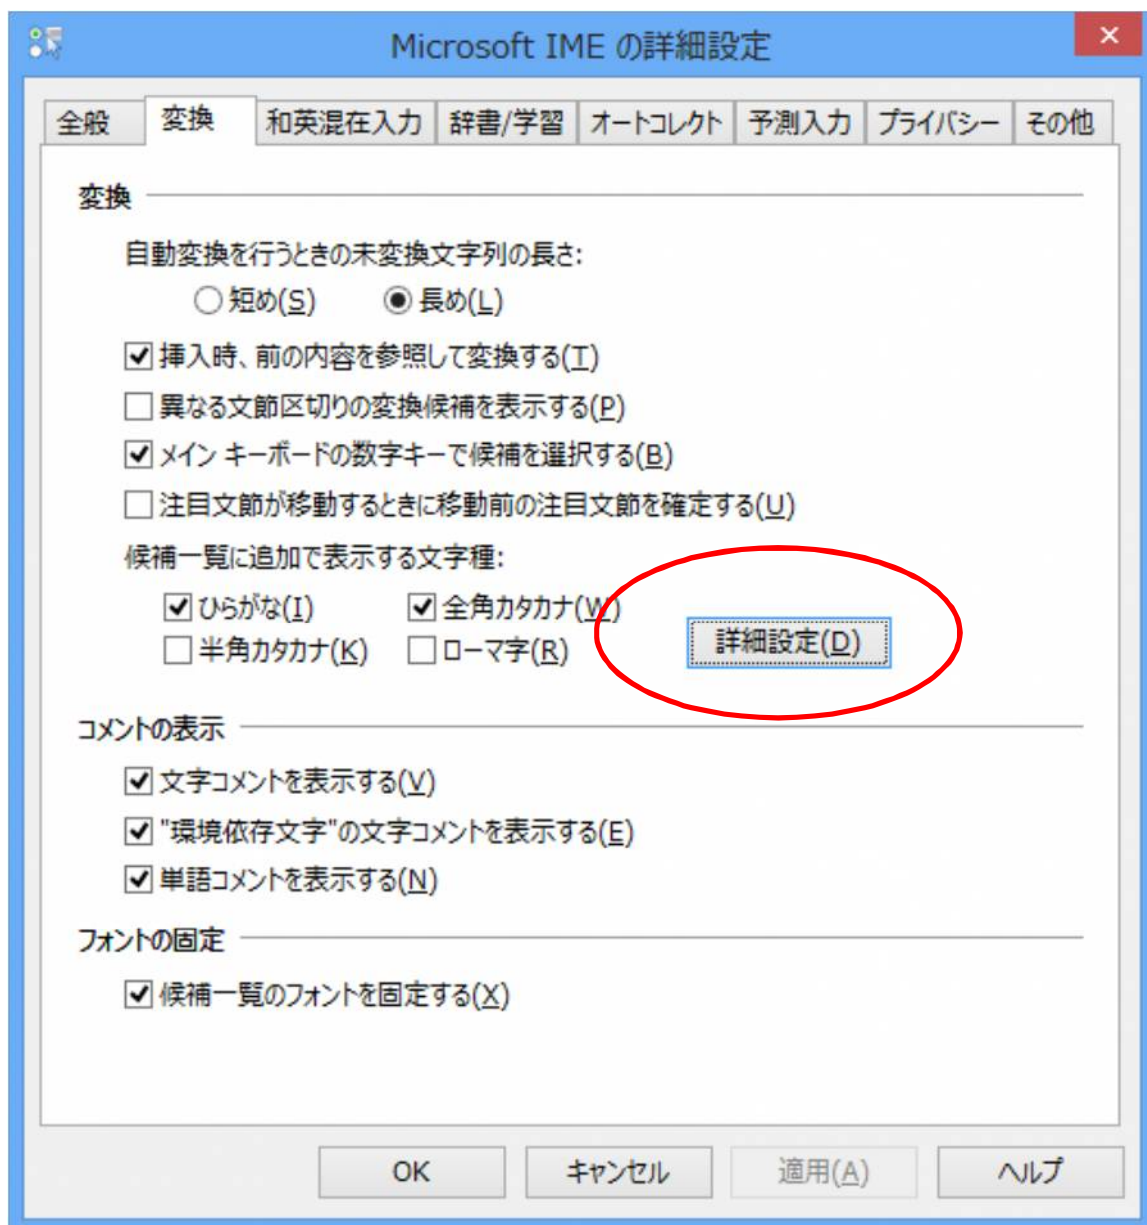 Microsoft IME の詳細設定
全般 変換 和英混在入力 辞書/学習 オートコレクト 予測入力 プライバシー その他
変換
自動変換を行うときの未変換文字列の長さ:
短め(S) 長め(L)
挿入時、前の内容を参照して変換する(T)
異なる文節区切りの変換候補を表示する(P)
メイン キーボードの数字キーで候補を選択する(B)
注目文節が移動するときに移動前の注目文節を確定する(U)
候補一覧に追加で表示する文字種:
ひらがな(I) 全角カタカナ(W)
半角カタカナ(K) ローマ字(R) 詳細設定(D)
コメントの表示
文字コメントを表示する(V)
"環境依存文字"の文字コメントを表示する(E)
単語コメントを表示する(N)
フォントの固定
候補一覧のフォントを固定する(X)
OK キャンセル 適用(A) ヘルプ